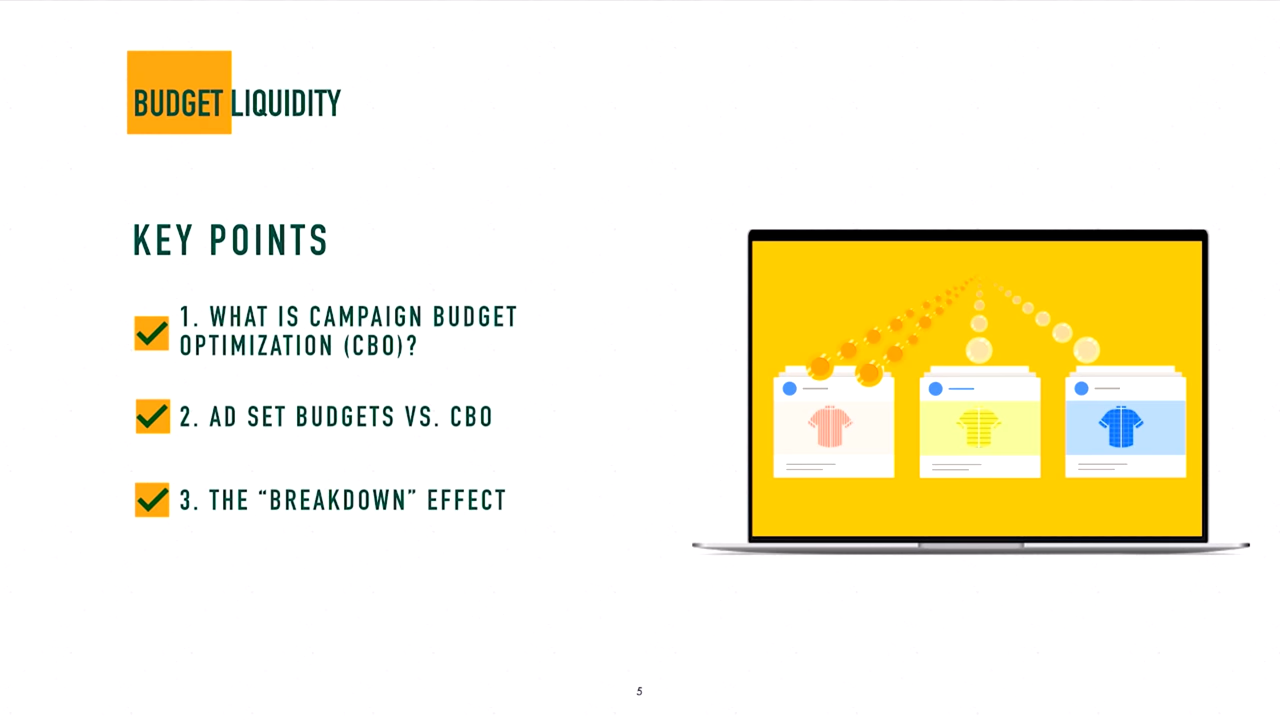 BUDGET LIQUIDITY
KEY POINTS
1. WHAT IS CAMPAIGN BUDGET
OPTIMIZATION (CBO)?
2. AD SET BUDGETS VS. CBO
3. THE “BREAKDOWN” EFFECT
5